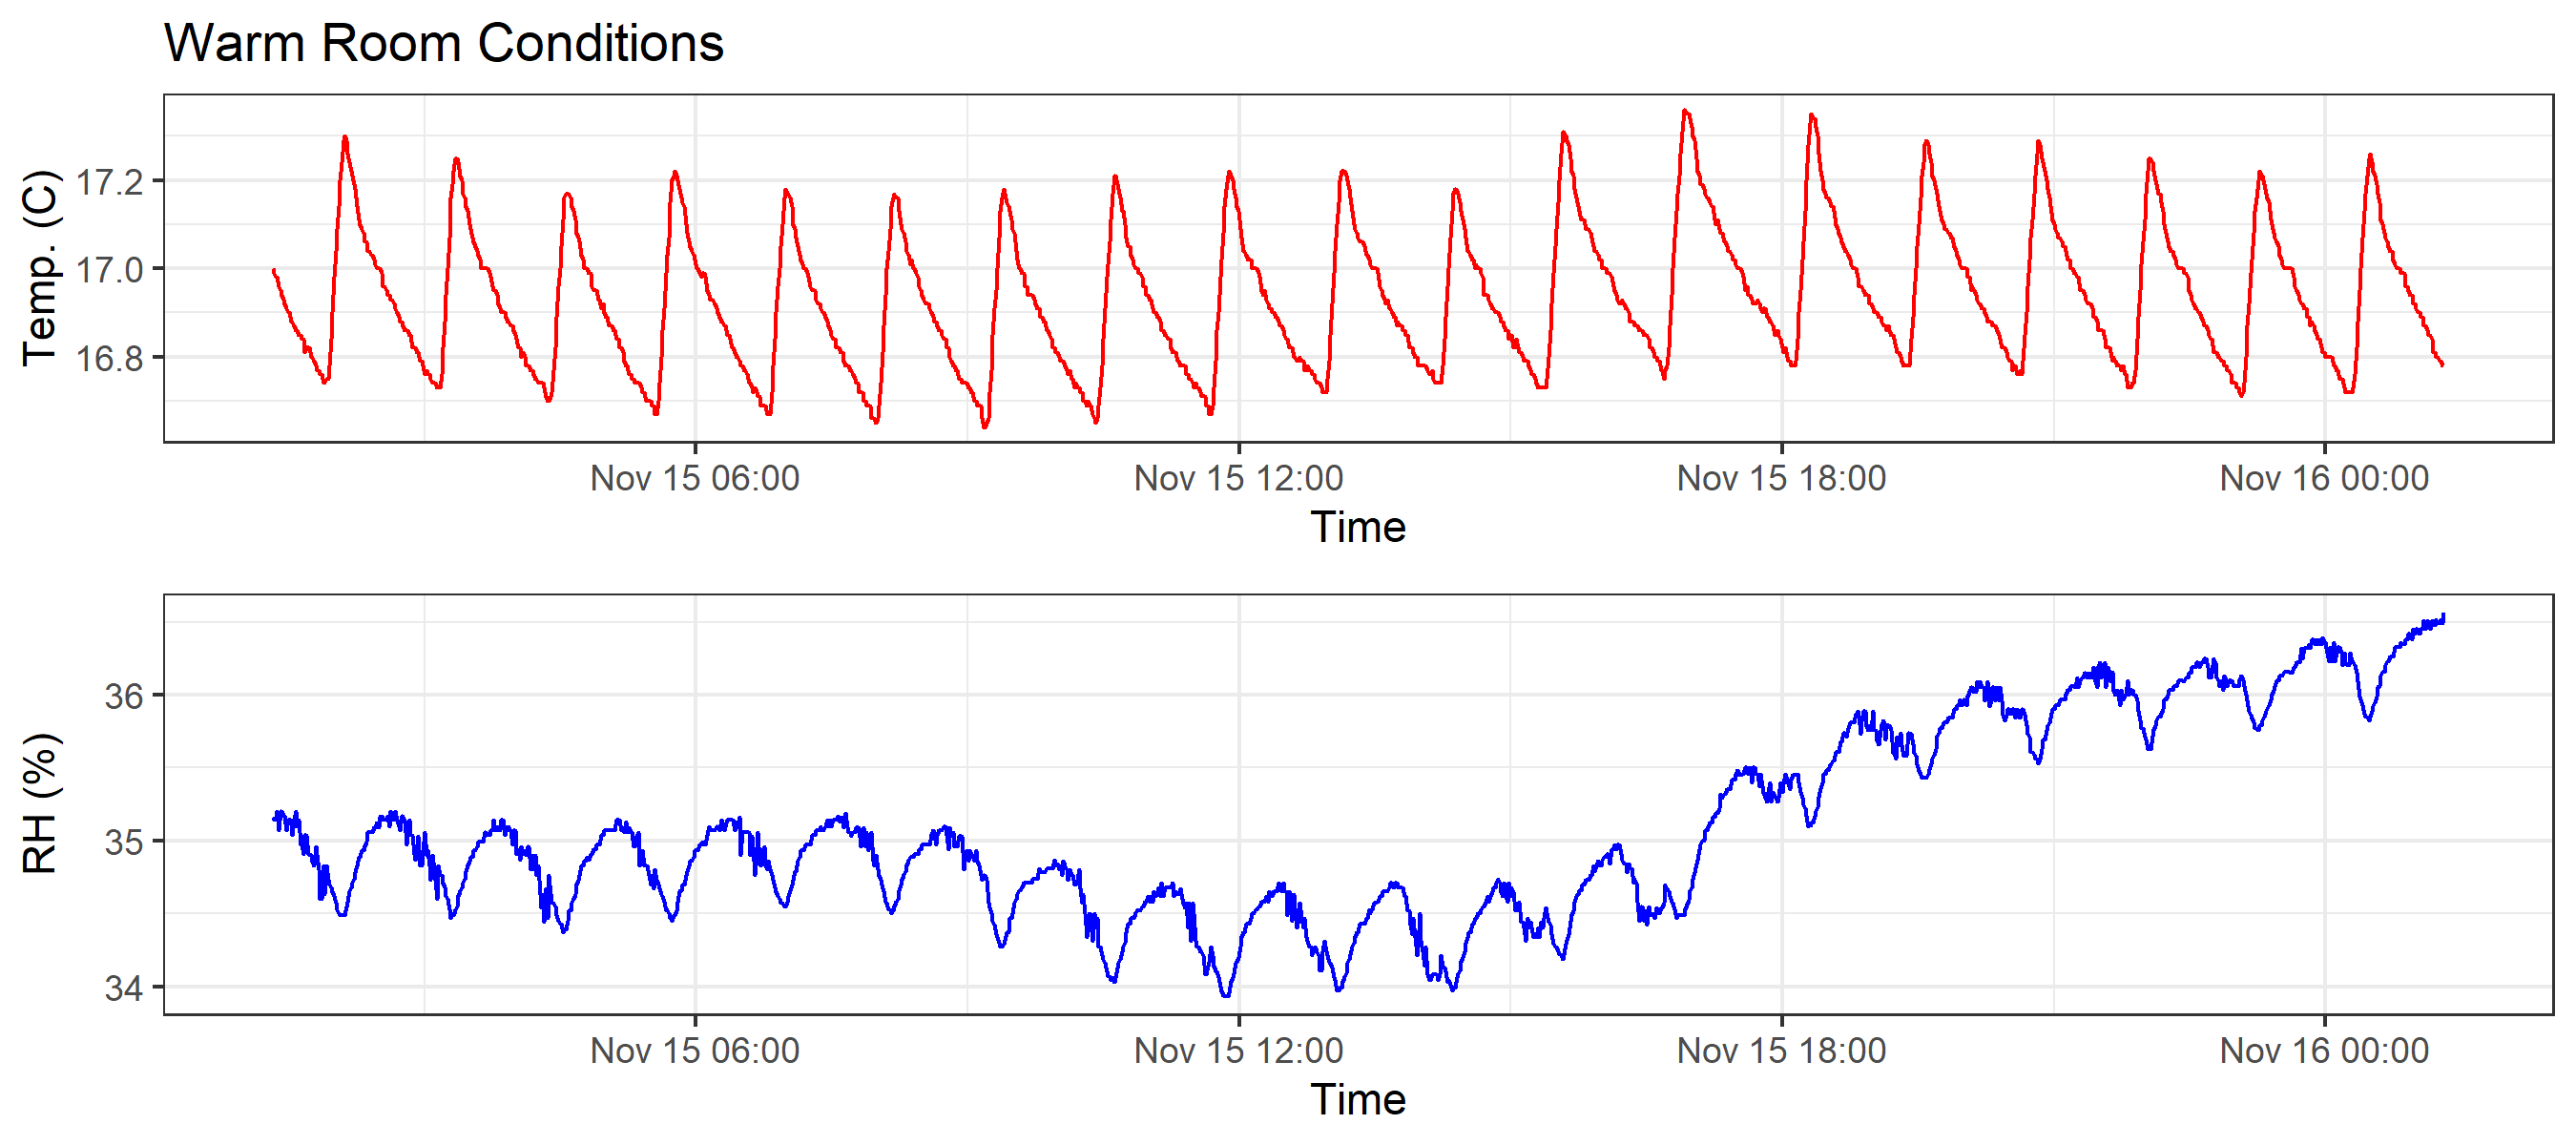 Warm Room Conditions
Temp. (C)
17.2
17.0
16.8
Nov 15 06:00 Nov 15 12:00 Nov 15 18:00 Nov 16 00:00
Time
RH (%)
36
35
34
Nov 15 06:00 Nov 15 12:00 Nov 15 18:00 Nov 16 00:00
Time